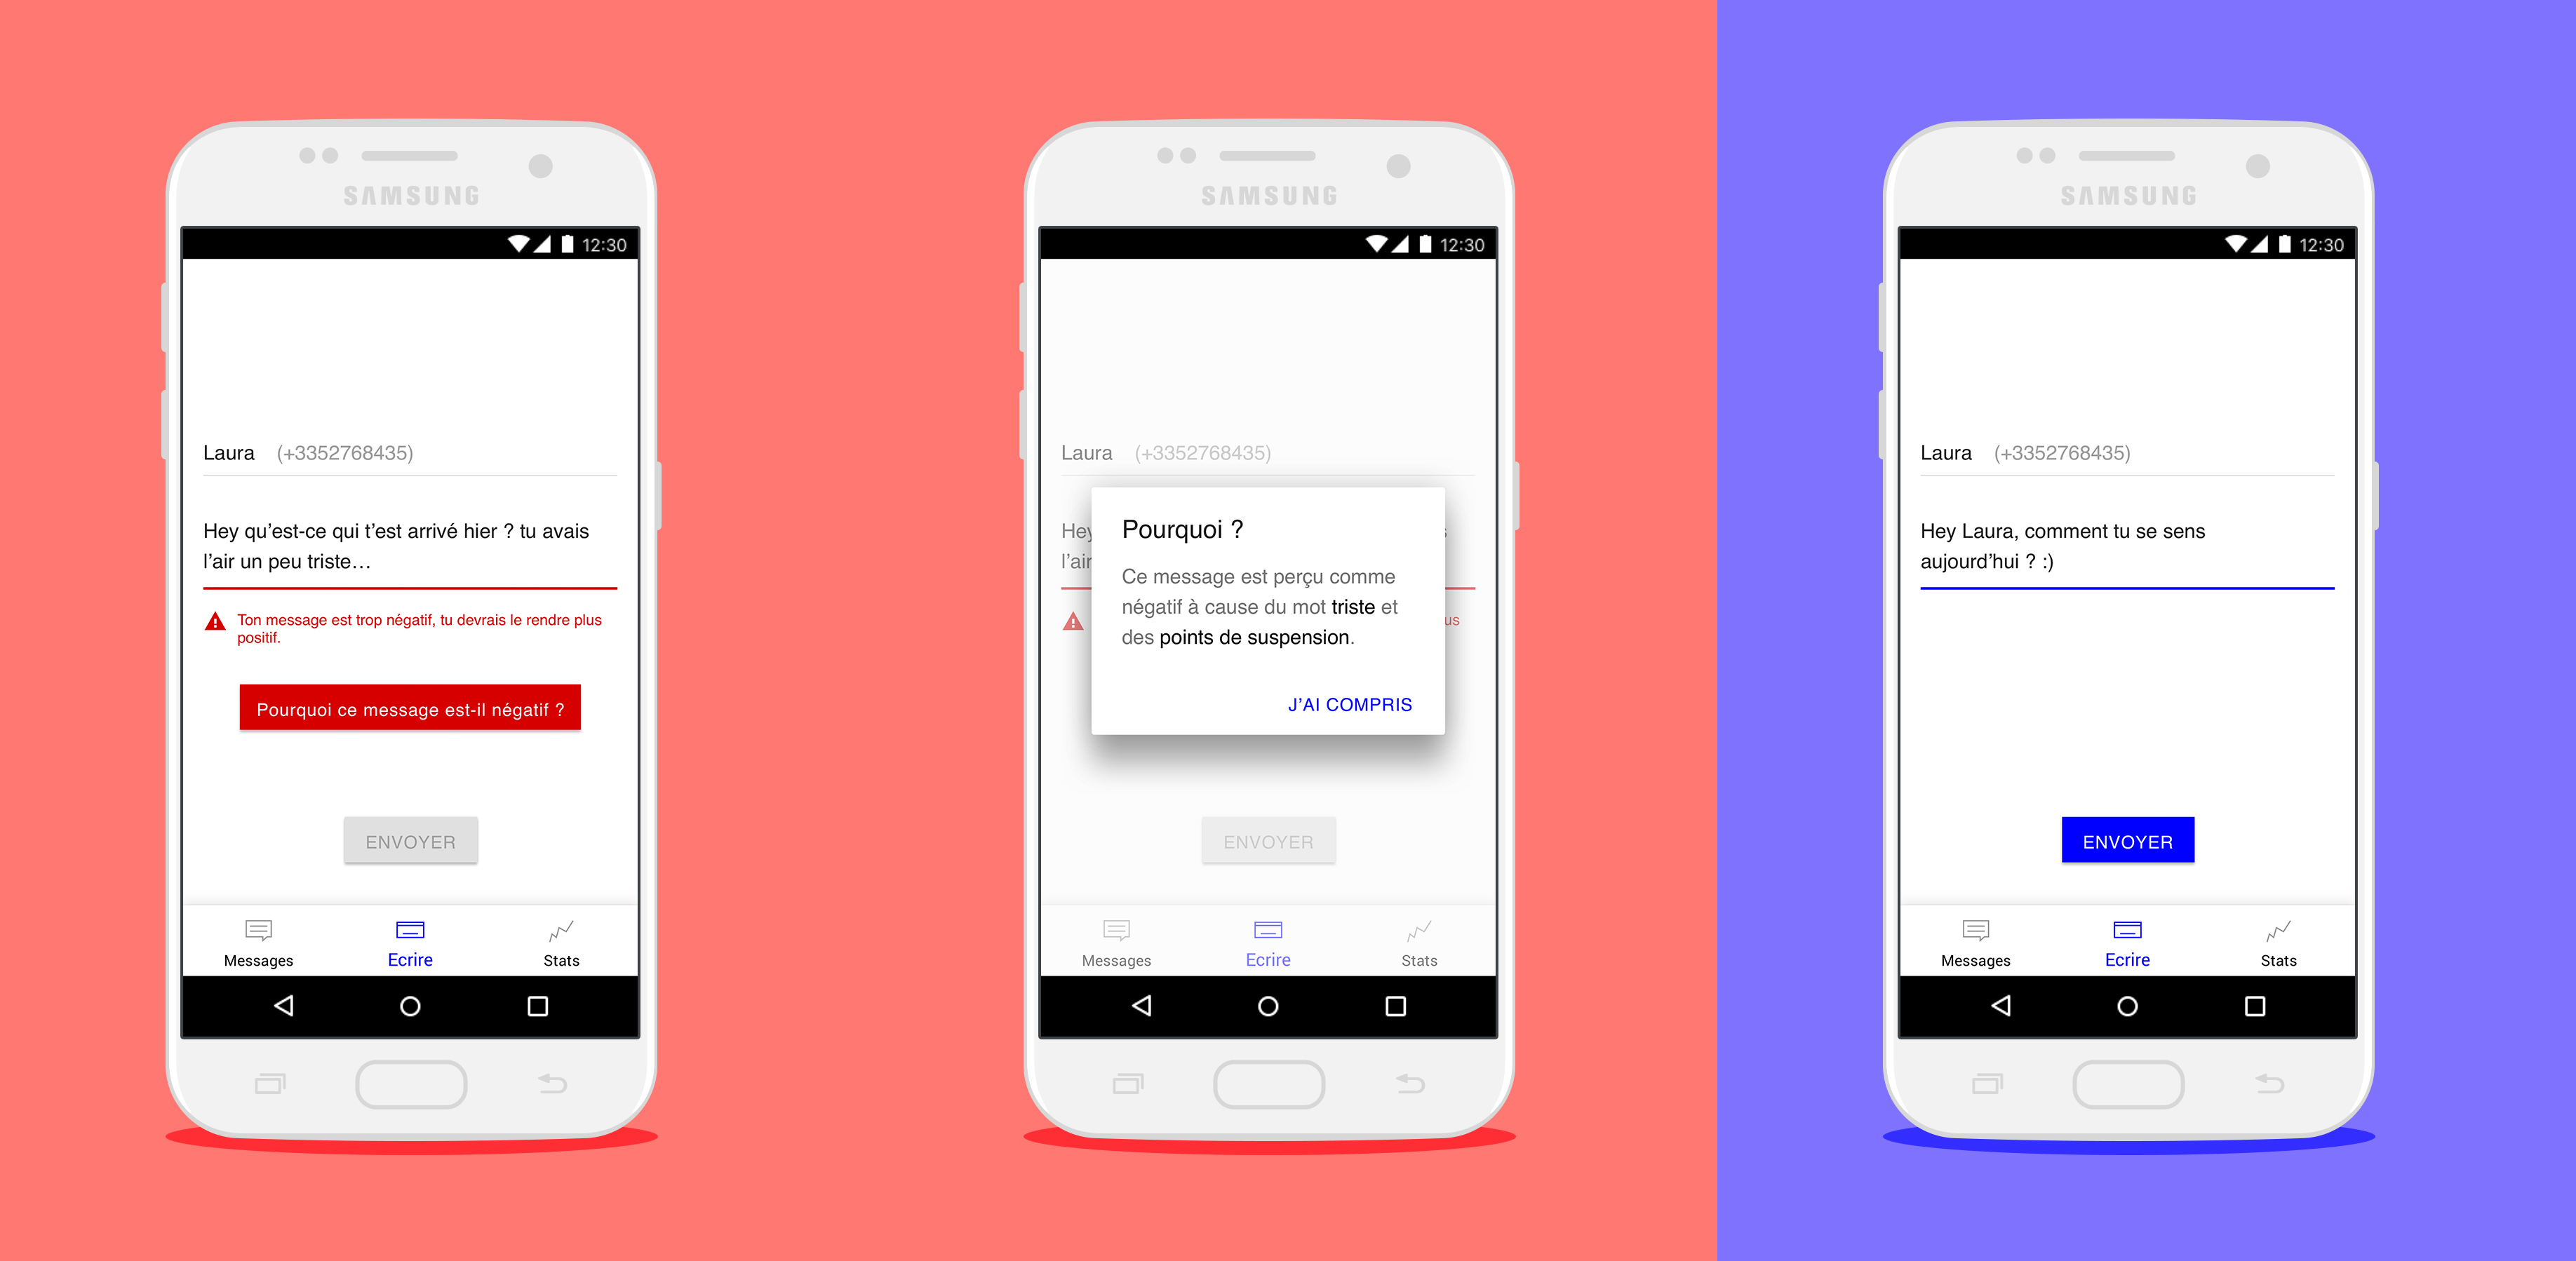 SAMSUNG
12:30
Laura (+3352768435)
Hey qu’est-ce qui t’est arrivé hier ? tu avais
l’air un peu triste…
Ton message est trop négatif, tu devrais le rendre plus
positif.
Pourquoi ce message est-il négatif ?
ENVOYER
Messages Ecrire Stats
SAMSUNG
12:30
Laura (+3352768435)
Hey
l’air
us
Pourquoi ?
Ce message est perçu comme
négatif à cause du mot triste et
des points de suspension.
J’AI COMPRIS
ENVOYER
Messages Ecrire Stats
SAMSUNG
12:30
Laura (+3352768435)
Hey Laura, comment tu se sens
aujourd’hui ? :)
ENVOYER
Messages Ecrire Stats